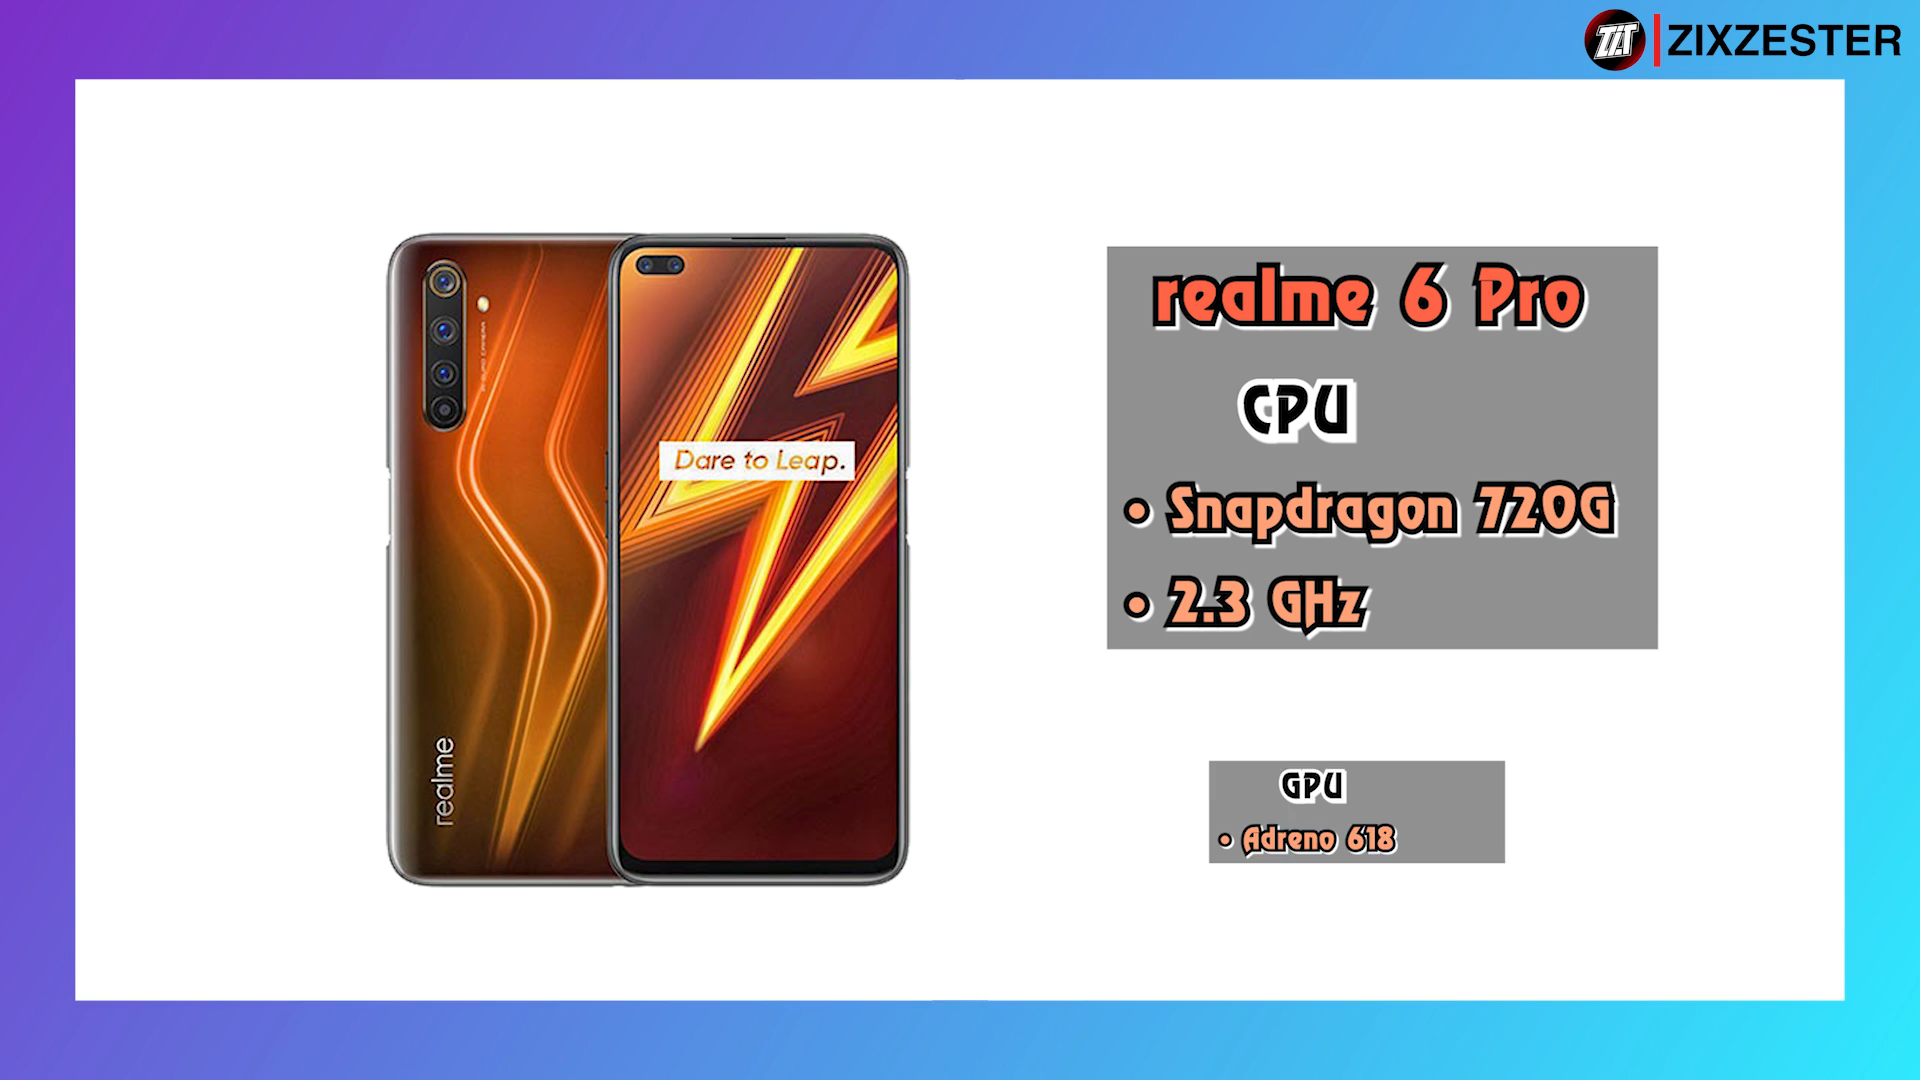 ZIXZESTER
realme 6 Pro
CPU
• Snapdragon 720G
• 2.3 GHz
Dare to Leap.
realme
GPU
• Adreno 618